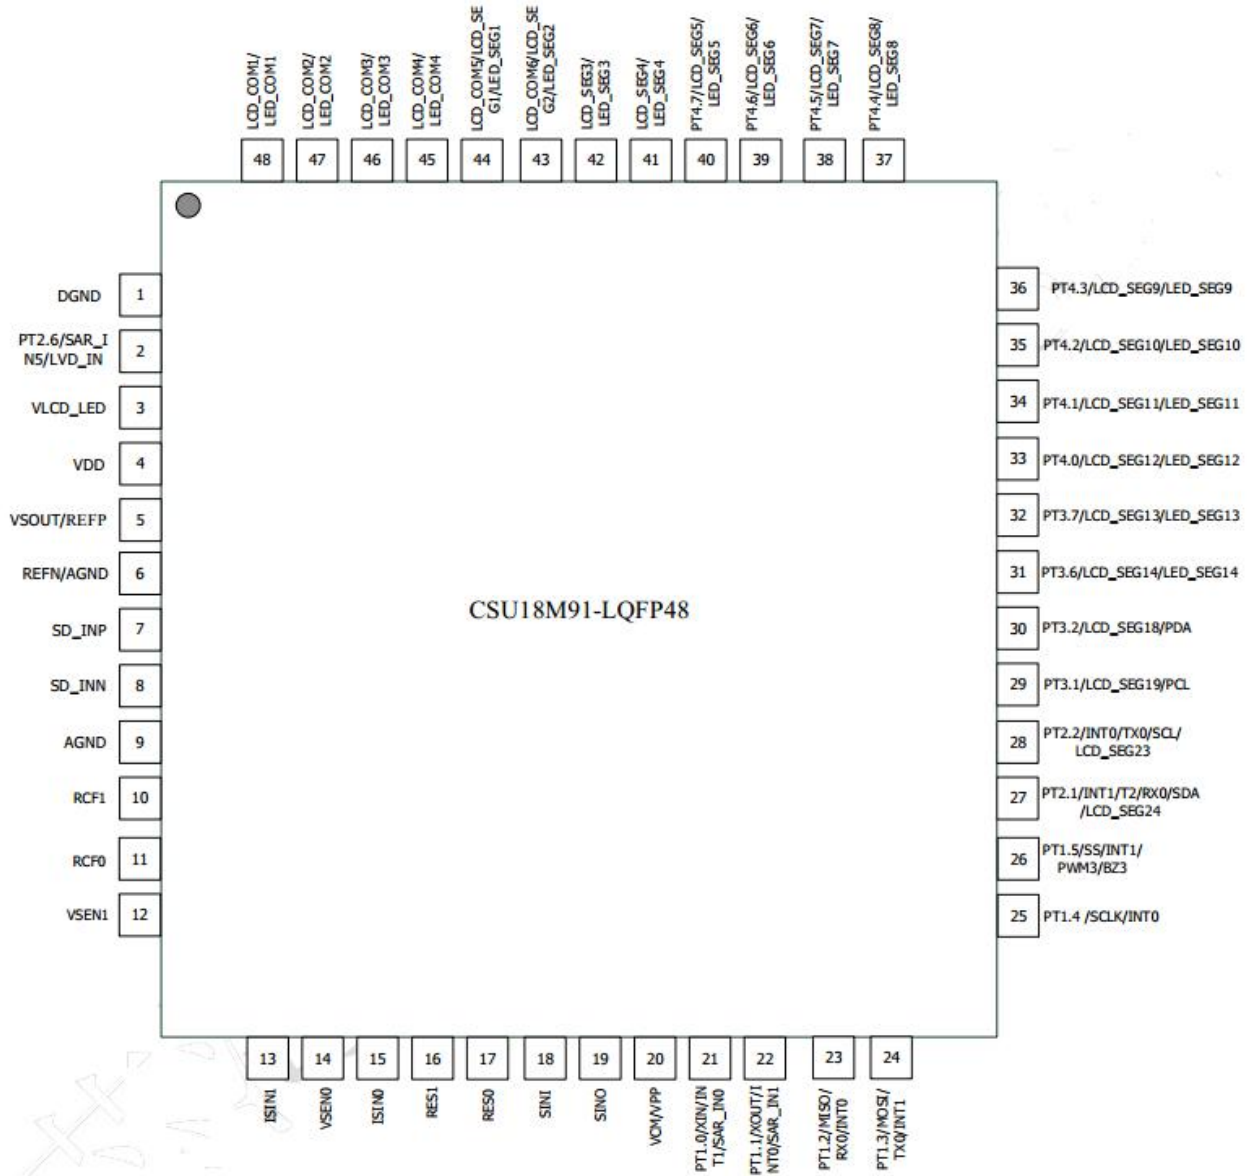 LCD_COM1/
LED_COM1
LCD_COM2/
LED_COM2
LCD_COM3/
LED_COM3
LCD_COM4/
LED_COM4
LCD_COM5/LCD_SE
G1/LED_SEG1
LCD_COM6/LCD_SE
G2/LED_SEG2
LCD_SEG3/
LED_SEG3
LCD_SEG4/
LED_SEG4
PT4.7/LCD_SEG5/
LED_SEG5
PT4.6/LCD_SEG6/
LED_SEG6
PT4.5/LCD_SEG7/
LED_SEG7
PT4.4/LCD_SEG8/
LED_SEG8
48 47 46 45 44 43 42 41 40 39 38 37
DGND 1
PT2.6/SAR_I
N5/LVD_IN 2
VLCD_LED 3
VDD 4
VSOUT/REFP 5
REFN/AGND 6
SD_INP 7
SD_INN 8
AGND 9
RCF1 10
RCF0 11
VSEN1 12
CSU18M91-LQFP48
36 PT4.3/LCD_SEG9/LED_SEG9
35 PT4.2/LCD_SEG10/LED_SEG10
34 PT4.1/LCD_SEG11/LED_SEG11
33 PT4.0/LCD_SEG12/LED_SEG12
32 PT3.7/LCD_SEG13/LED_SEG13
31 PT3.6/LCD_SEG14/LED_SEG14
30 PT3.2/LCD_SEG18/PDA
29 PT3.1/LCD_SEG19/PCL
28 PT2.2/INT0/TX0/SCL/
LCD_SEG23
27 PT2.1/INT1/T2/RX0/SDA
/LCD_SEG24
26 PT1.5/SS/INT1/
PWM3/BZ3
25 PT1.4 /SCLK/INT0
13 14 15 16 17 18 19 20 21 22 23 24
ISIN1
VSEN0
ISIN0
RES1
RES0
SINI
SINO
VCM/VPP
PT1.0/XIN/IN
T1/SAR_IN0
PT1.1/XOUT/I
NT0/SAR_IN1
PT1.2/MISO/
RX0/INT0
PT1.3/MOSI/
TX0/INT1